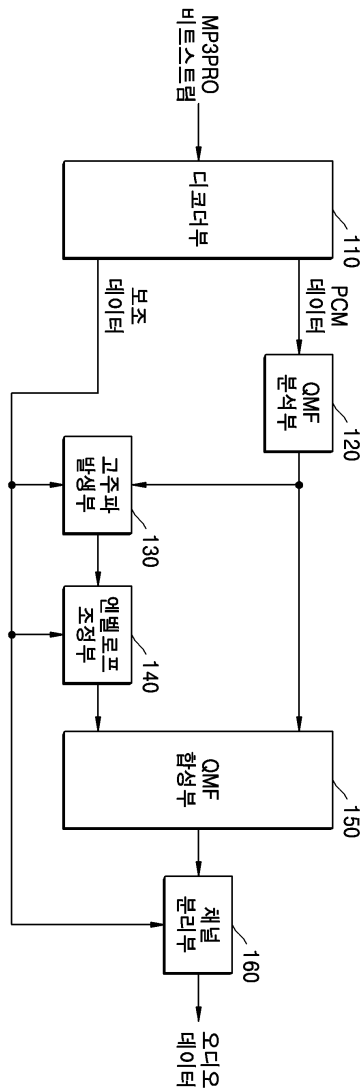 MP3PRO
비트스트림
디코더부
110
PCM
데이터
보조
데이터
QMF
분석부
120
고주파
발생부
130
엔벨로프
조정부
140
QMF
합성부
150
채널
분리부
160
오디오
데이터